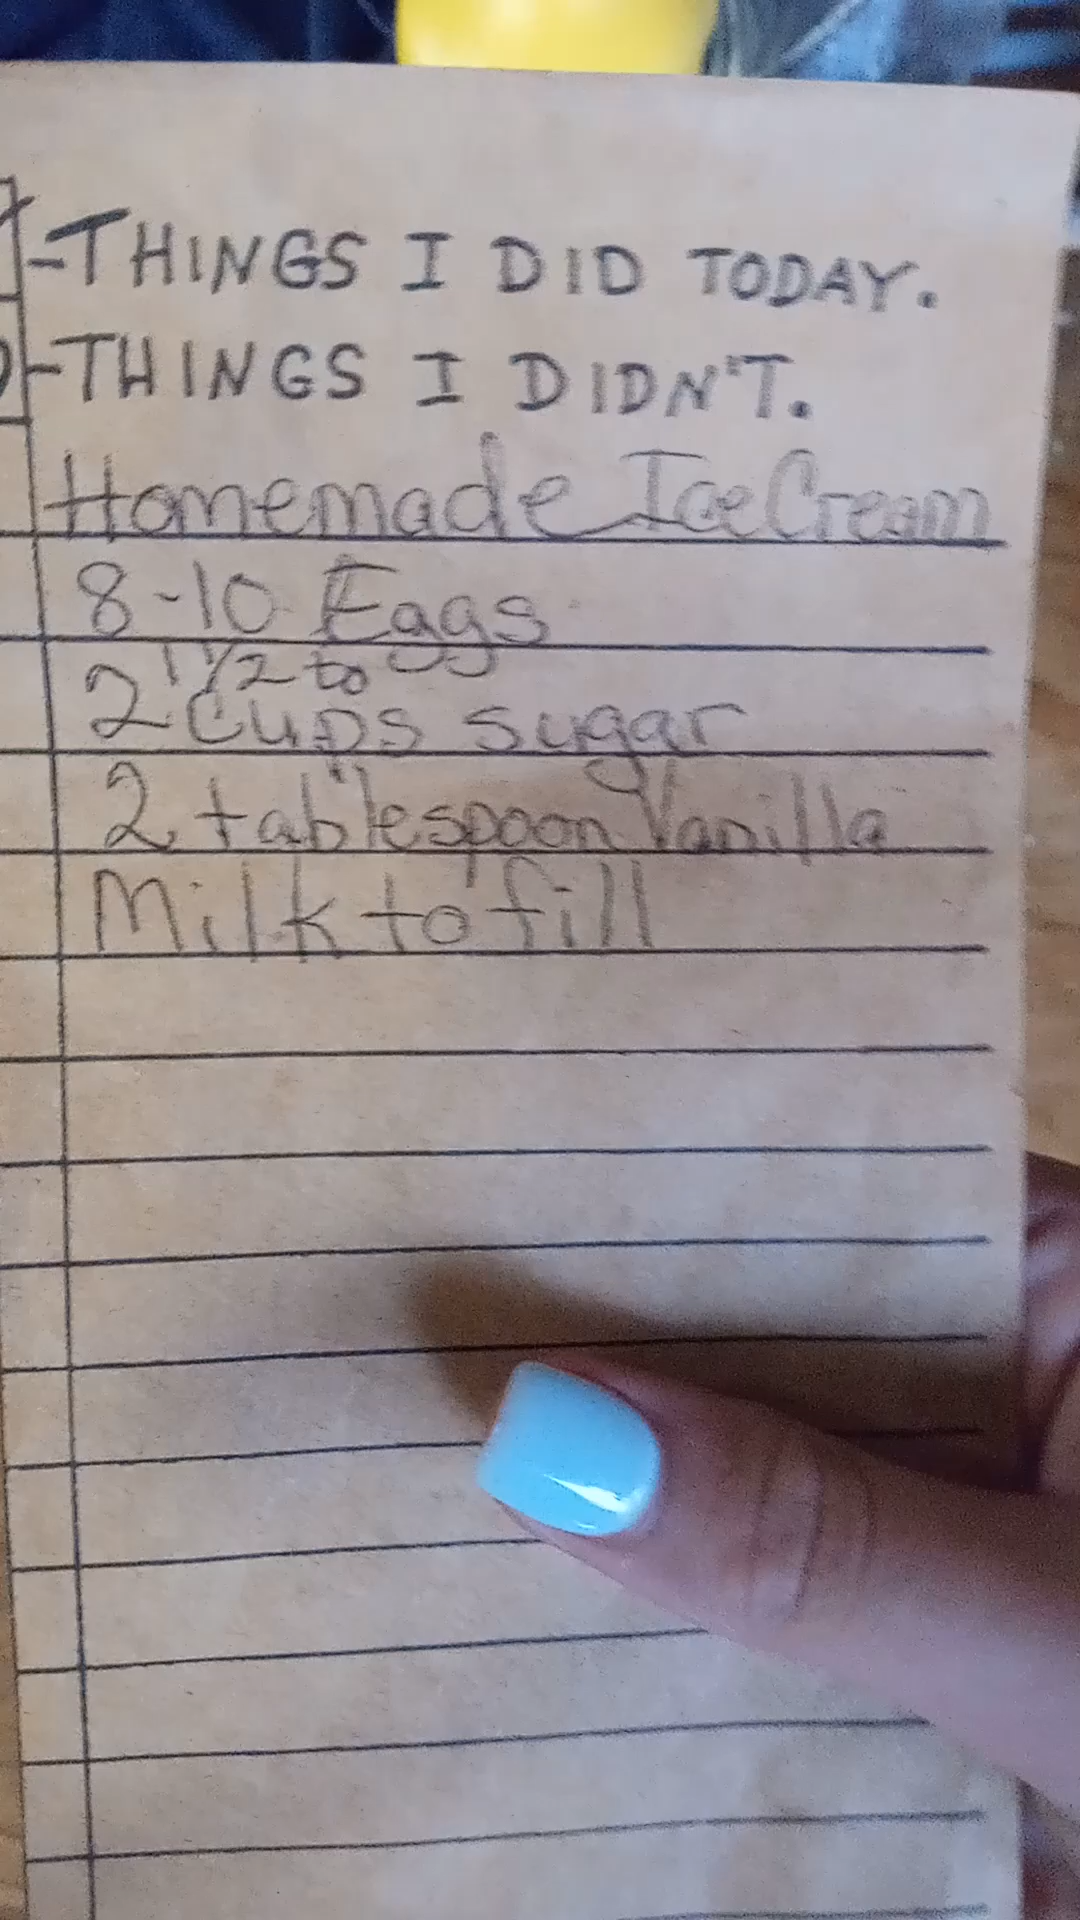 -THINGS I DID TODAY.
-THINGS I DIDN'T.
Homemade Ice Cream
8-10 Eggs
1 1/2 to
2 Cups sugar
2 tablespoon Vanilla
Milk to fill